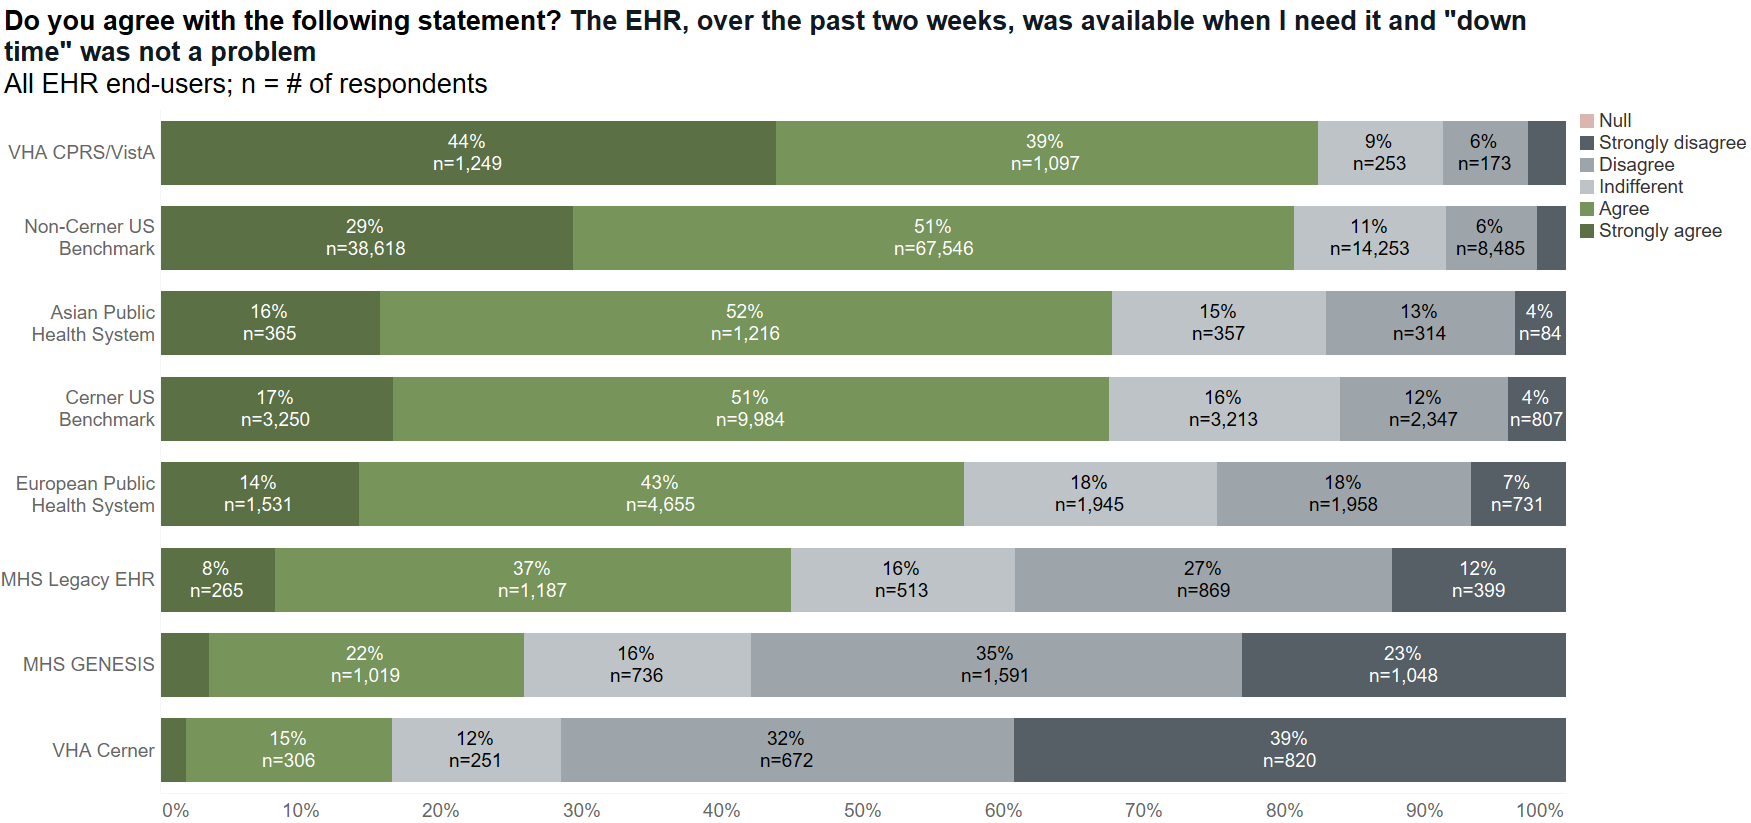 Do you agree with the following statement? The EHR, over the past two weeks, was available when I need it and "down
time" was not a problem
All EHR end-users; n = # of respondents
VHA CPRS/VistA
44%
n=1,249
39%
n=1,097
9%
n=253
6%
n=173
Non-Cerner US
Benchmark
29%
n=38,618
51%
n=67,546
11%
n=14,253
6%
n=8,485
Asian Public
Health System
16%
n=365
52%
n=1,216
15%
n=357
13%
n=314
4%
n=84
Cerner US
Benchmark
17%
n=3,250
51%
n=9,984
16%
n=3,213
12%
n=2,347
4%
n=807
European Public
Health System
14%
n=1,531
43%
n=4,655
18%
n=1,945
18%
n=1,958
7%
n=731
MHS Legacy EHR
8%
n=265
37%
n=1,187
16%
n=513
27%
n=869
12%
n=399
MHS GENESIS
22%
n=1,019
16%
n=736
35%
n=1,591
23%
n=1,048
VHA Cerner
15%
n=306
12%
n=251
32%
n=672
39%
n=820
0% 10% 20% 30% 40% 50% 60% 70% 80% 90% 100%
Null
Strongly disagree
Disagree
Indifferent
Agree
Strongly agree